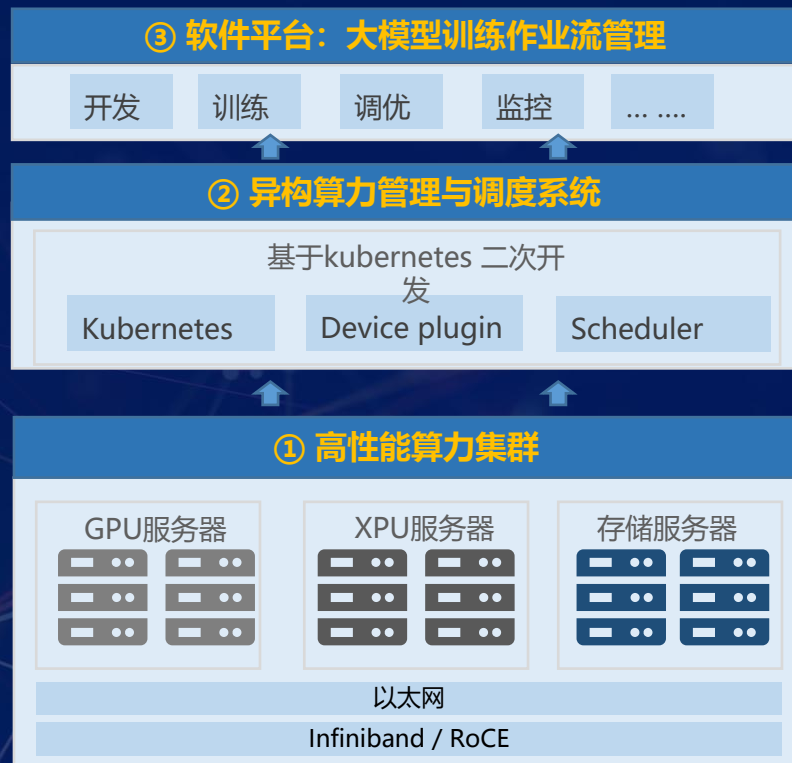 ③ 软件平台：大模型训练作业流管理
开发 训练 调优 监控 ... ....
② 异构算力管理与调度系统
基于kubernetes 二次开
发
Kubernetes Device plugin Scheduler
① 高性能算力集群
GPU服务器 XPU服务器 存储服务器
以太网
Infiniband / RoCE